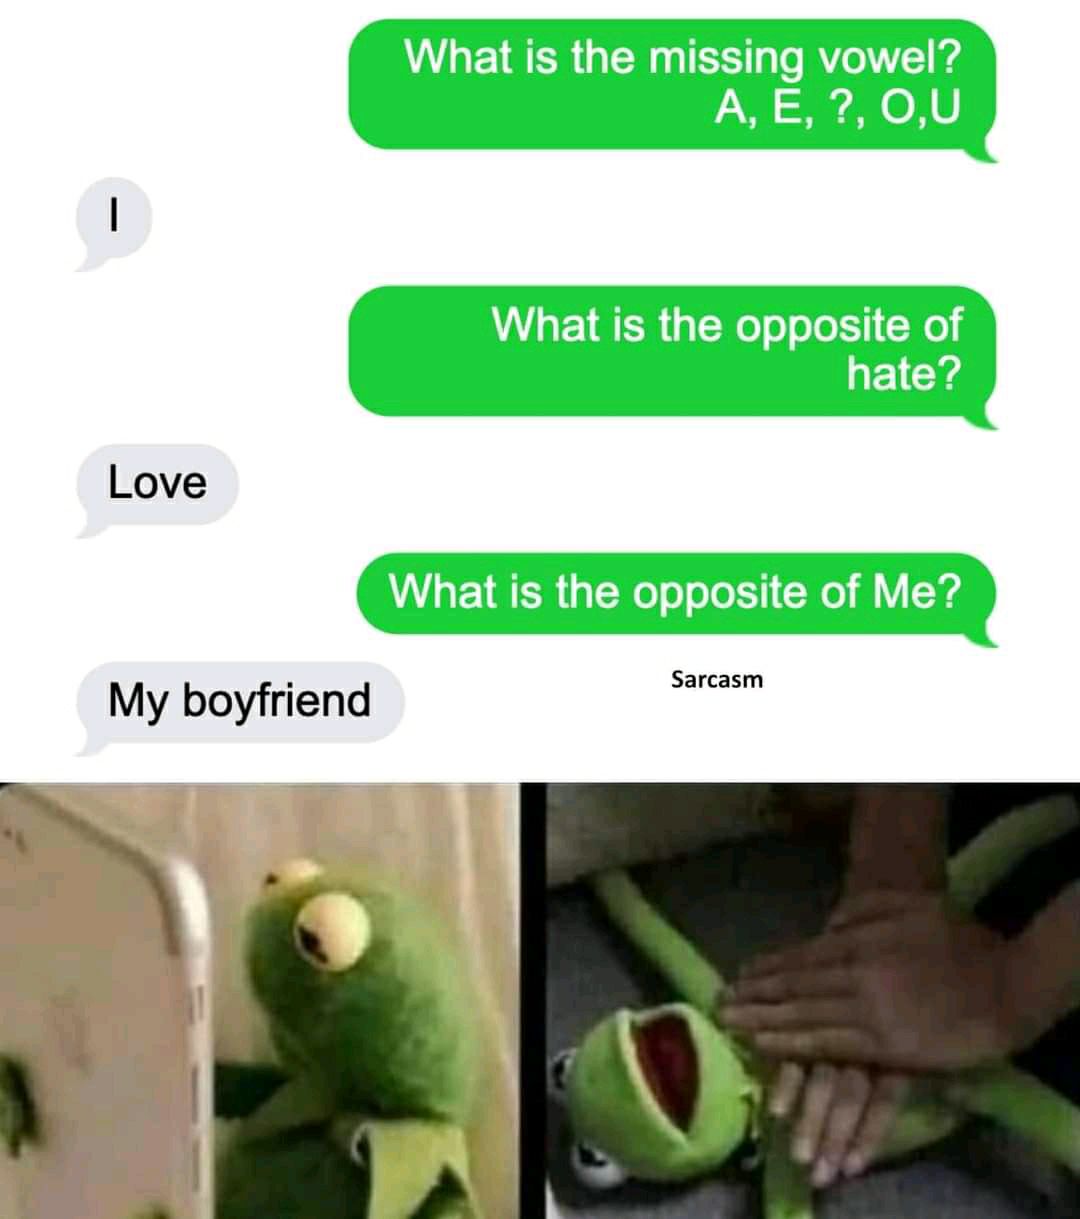 What is the missing vowel?
A, E, ?, O,U
I
What is the opposite of
hate?
Love
What is the opposite of Me?
My boyfriend
Sarcasm